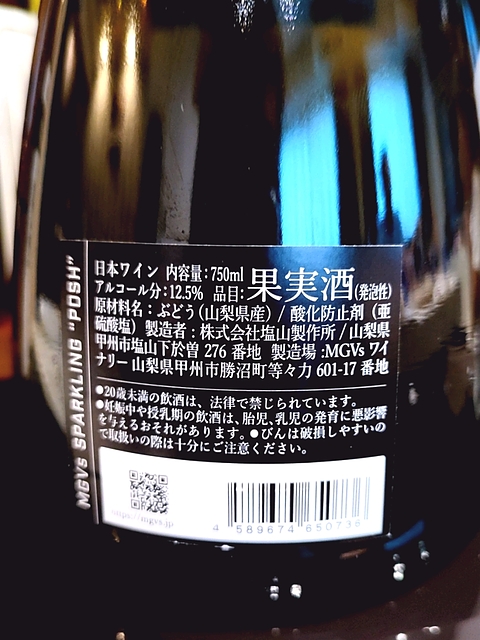 MGVs SPARKLING "POSH"
日本ワイン 内容量:750ml 果実酒(発泡性)
アルコール分:12.5% 品目:
原材料名:ぶどう(山梨県産)/酸化防止剤(亜
硫酸塩) 製造者:株式会社塩山製作所/山梨県
甲州市塩山下於曽 276 番地 製造場:MGVs ワイ
ナリー 山梨県甲州市勝沼町等々力 601-17 番地
●20歳未満の飲酒は、法律で禁じられています。
●妊娠中や授乳期の飲酒は、胎児、乳児の発育に悪影響
を与えるおそれがあります。●びんは破損しやすいの
で取扱いの際は十分にご注意ください。
https://mgvs.jp
4 589674 650736